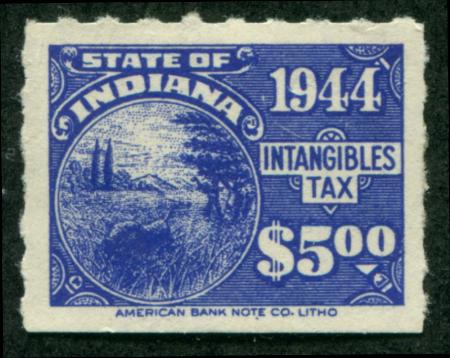 STATE OF
INDIANA
1944
INTANGIBLES
TAX
$5.00
AMERICAN BANK NOTE CO. LITHO